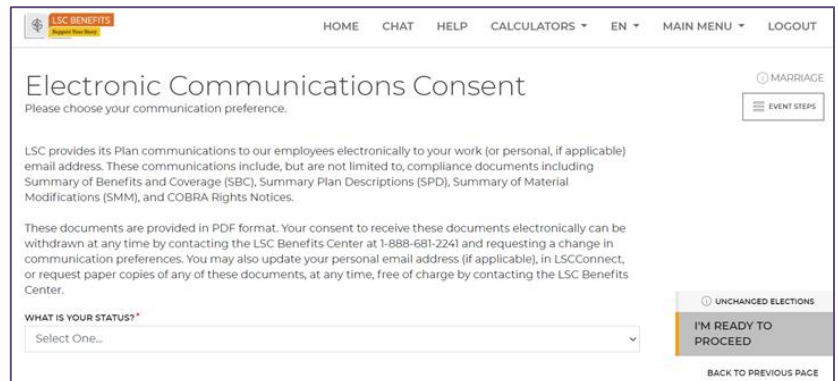 LSC BENEFITS
Support Your Story
HOME CHAT HELP CALCULATORS EN MAIN MENU LOGOUT
Electronic Communications Consent
Please choose your communication preference.
MARRIAGE
EVENT STEPS
LSC provides its Plan communications to our employees electronically to your work (or personal, if applicable)
email address. These communications include, but are not limited to, compliance documents including
Summary of Benefits and Coverage (SBC), Summary Plan Descriptions (SPD), Summary of Material
Modifications (SMM), and COBRA Rights Notices.
These documents are provided in PDF format. Your consent to receive these documents electronically can be
withdrawn at any time by contacting the LSC Benefits Center at 1-888-681-2241 and requesting a change in
communication preferences. You may also update your personal email address (if applicable), in LSCConnect,
or request paper copies of any of these documents, at any time, free of charge by contacting the LSC Benefits
Center.
WHAT IS YOUR STATUS?*
Select One...
UNCHANGED ELECTIONS
I'M READY TO
PROCEED
BACK TO PREVIOUS PAGE